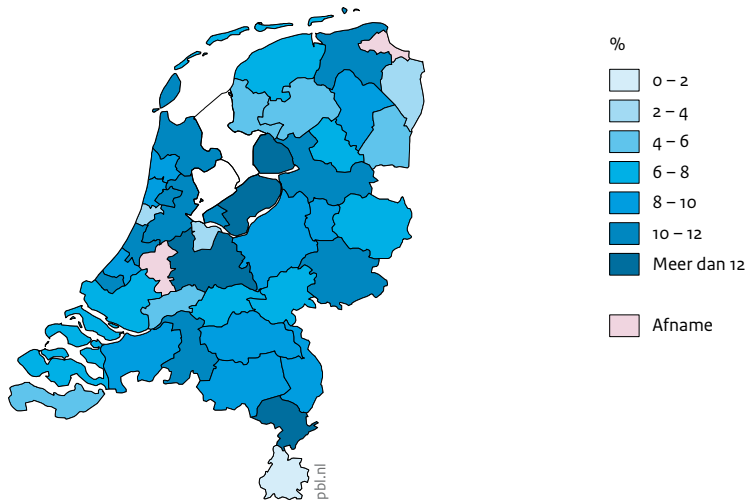 %
0 – 2
2 – 4
4 – 6
6 – 8
8 – 10
10 – 12
Meer dan 12
Afname
pbl.nl